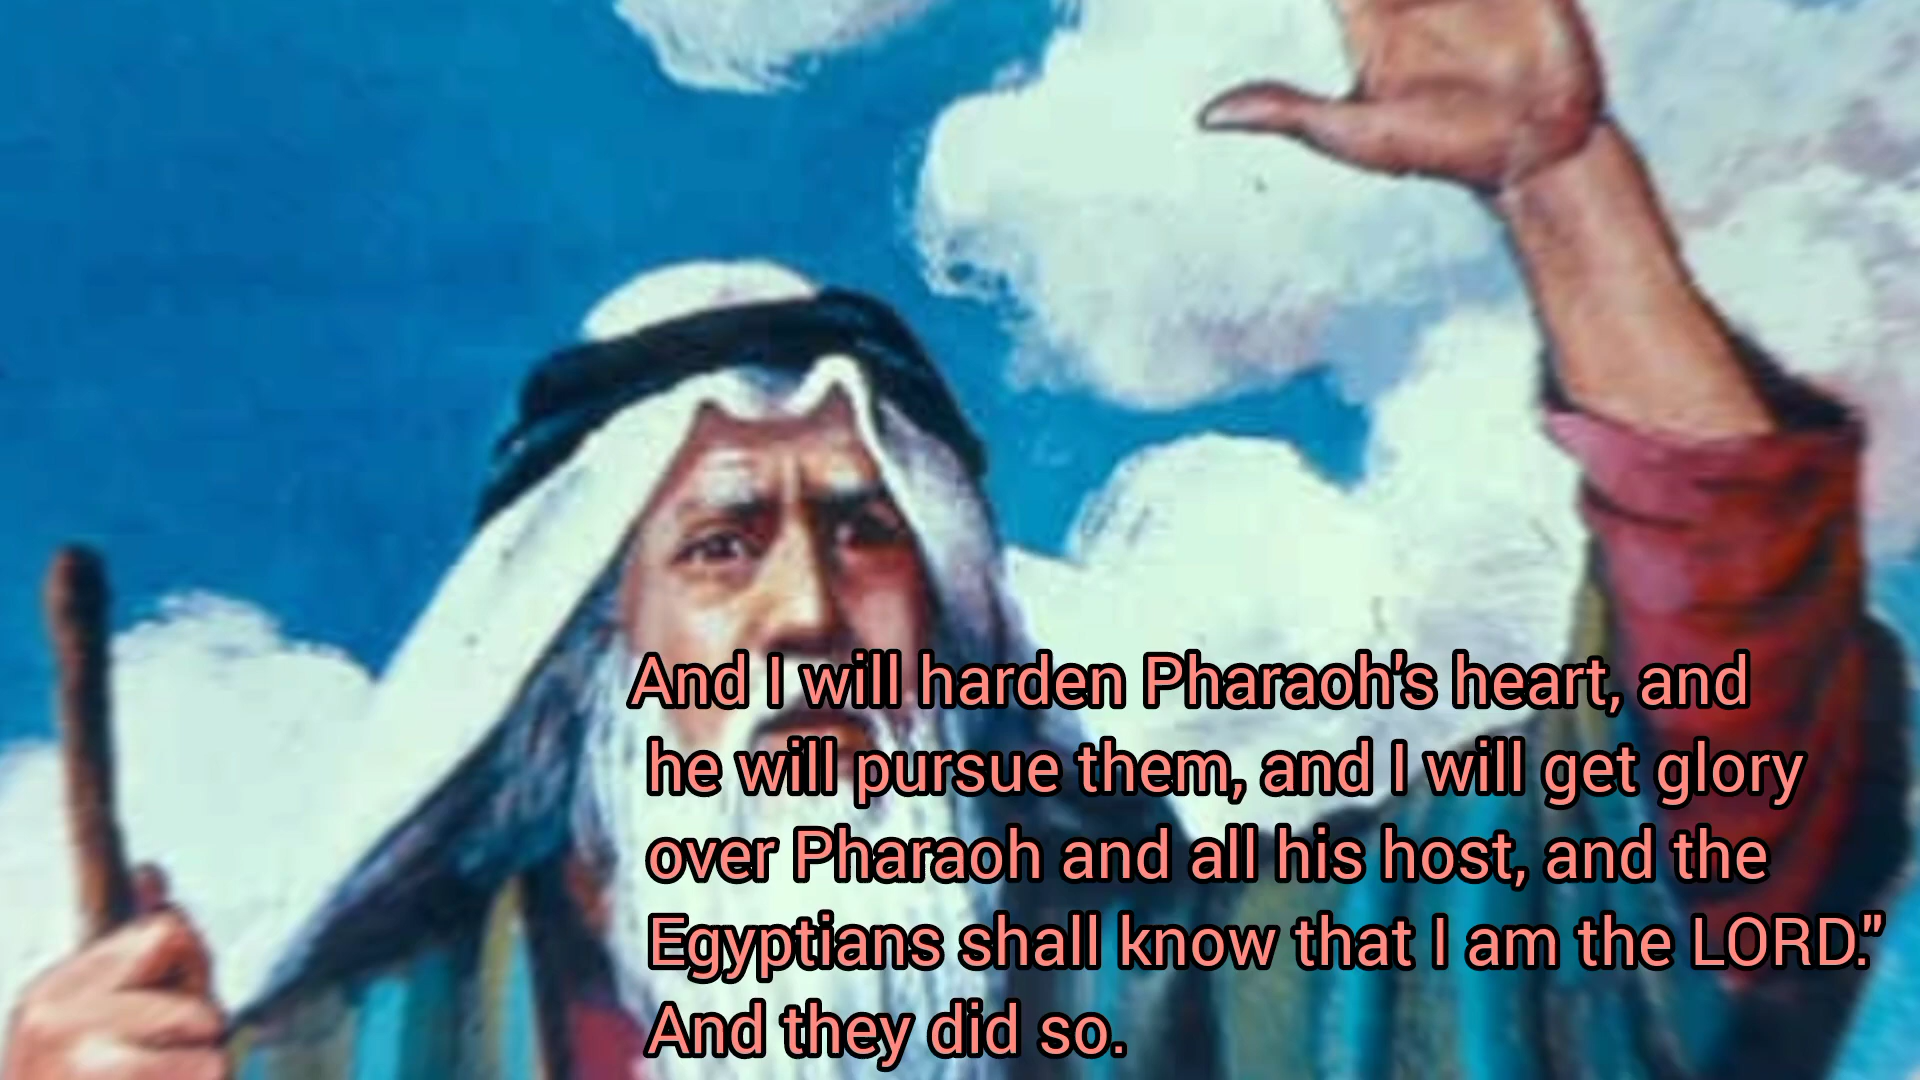 And I will harden Pharaoh's heart, and
he will pursue them, and I will get glory
over Pharaoh and all his host, and the
Egyptians shall know that I am the LORD."
And they did so.